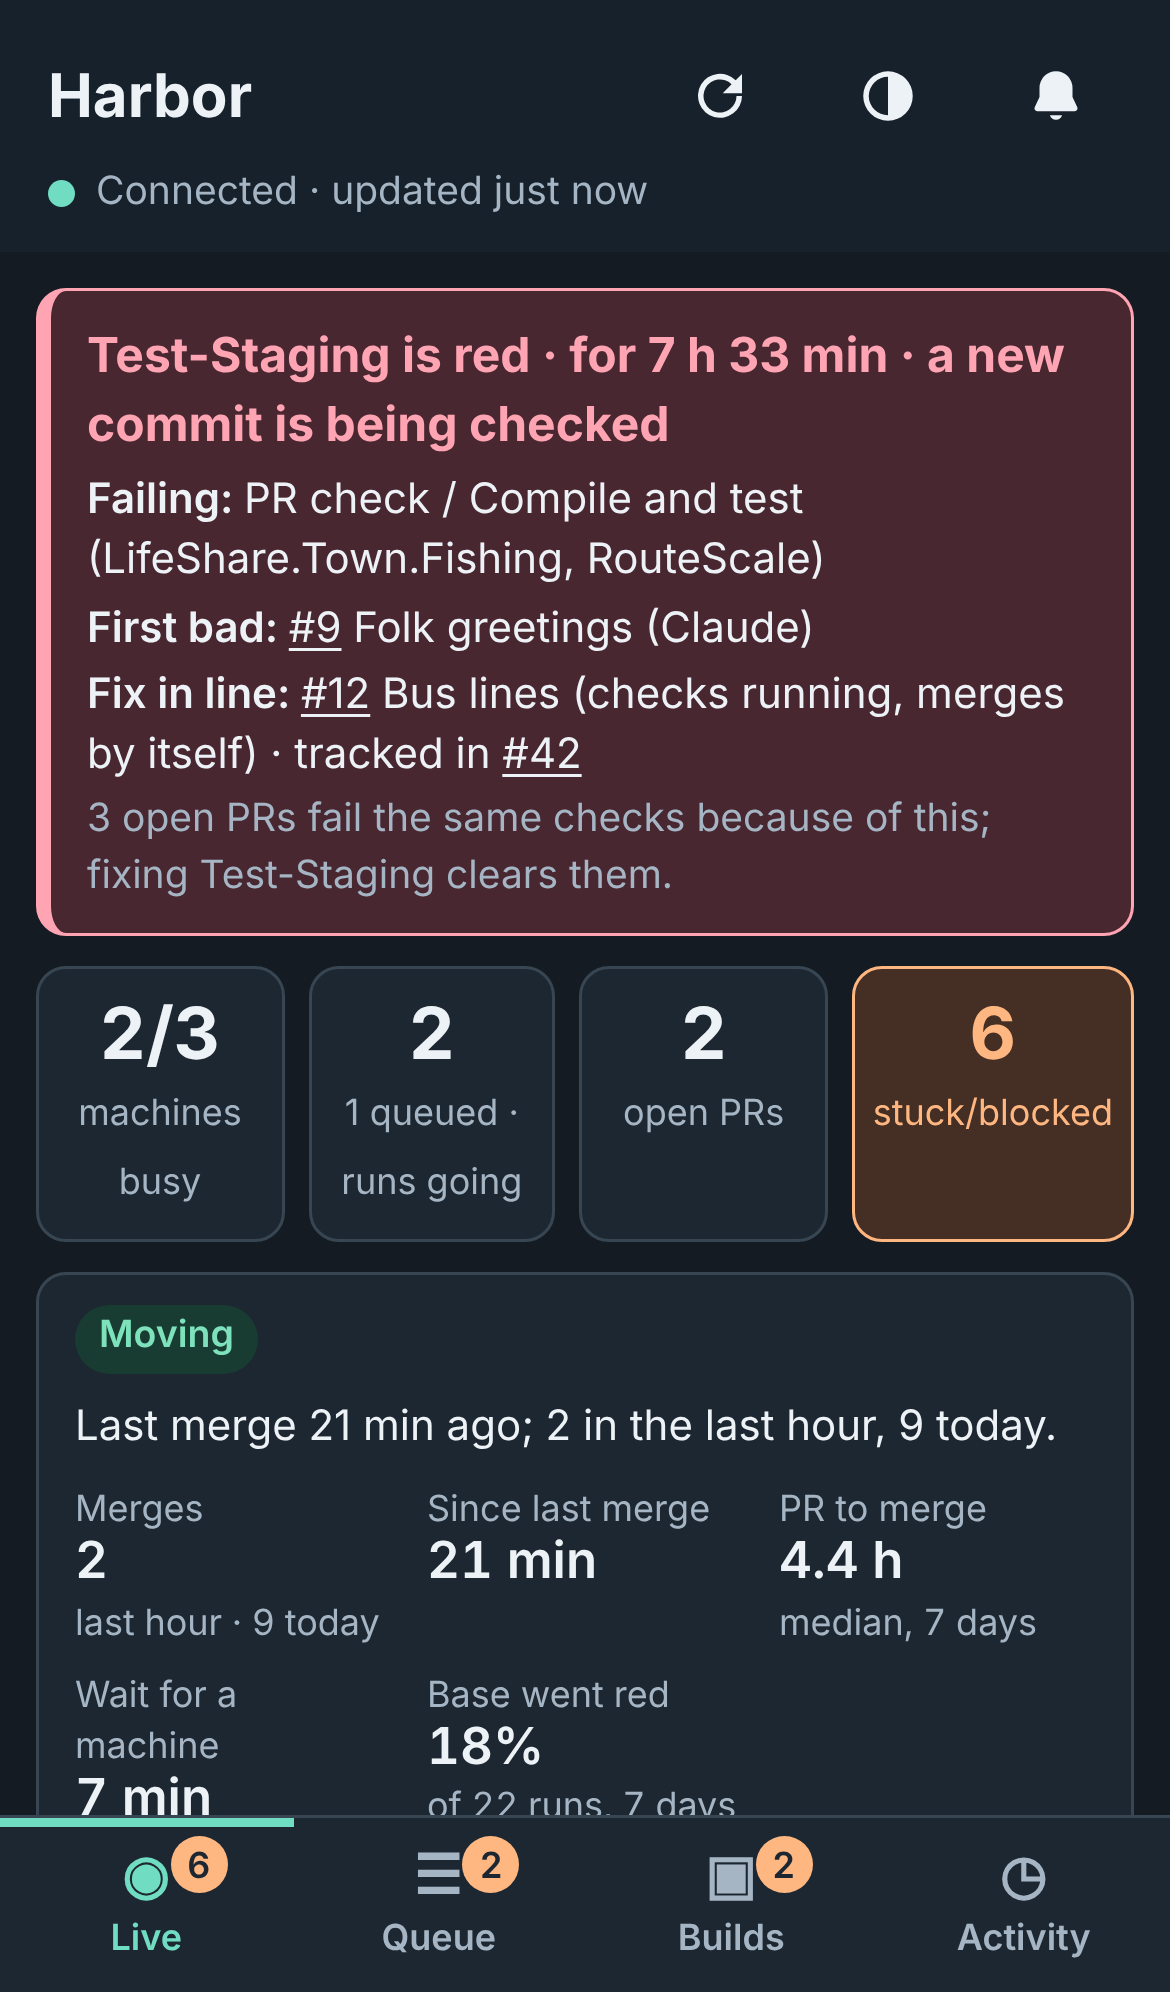 Harbor
Connected · updated just now
Test-Staging is red · for 7 h 33 min · a new
commit is being checked
Failing: PR check / Compile and test
(LifeShare.Town.Fishing, RouteScale)
First bad: #9 Folk greetings (Claude)
Fix in line: #12 Bus lines (checks running, merges
by itself) · tracked in #42
3 open PRs fail the same checks because of this;
fixing Test-Staging clears them.
2/3
machines
busy
2
1 queued ·
runs going
2
open PRs
6
stuck/blocked
Moving
Last merge 21 min ago; 2 in the last hour, 9 today.
Merges
2
last hour · 9 today
Since last merge
21 min
PR to merge
4.4 h
median, 7 days
Wait for a
machine
7 min
Base went red
18%
of 22 runs, 7 days
6
Live
2
Queue
2
Builds
Activity